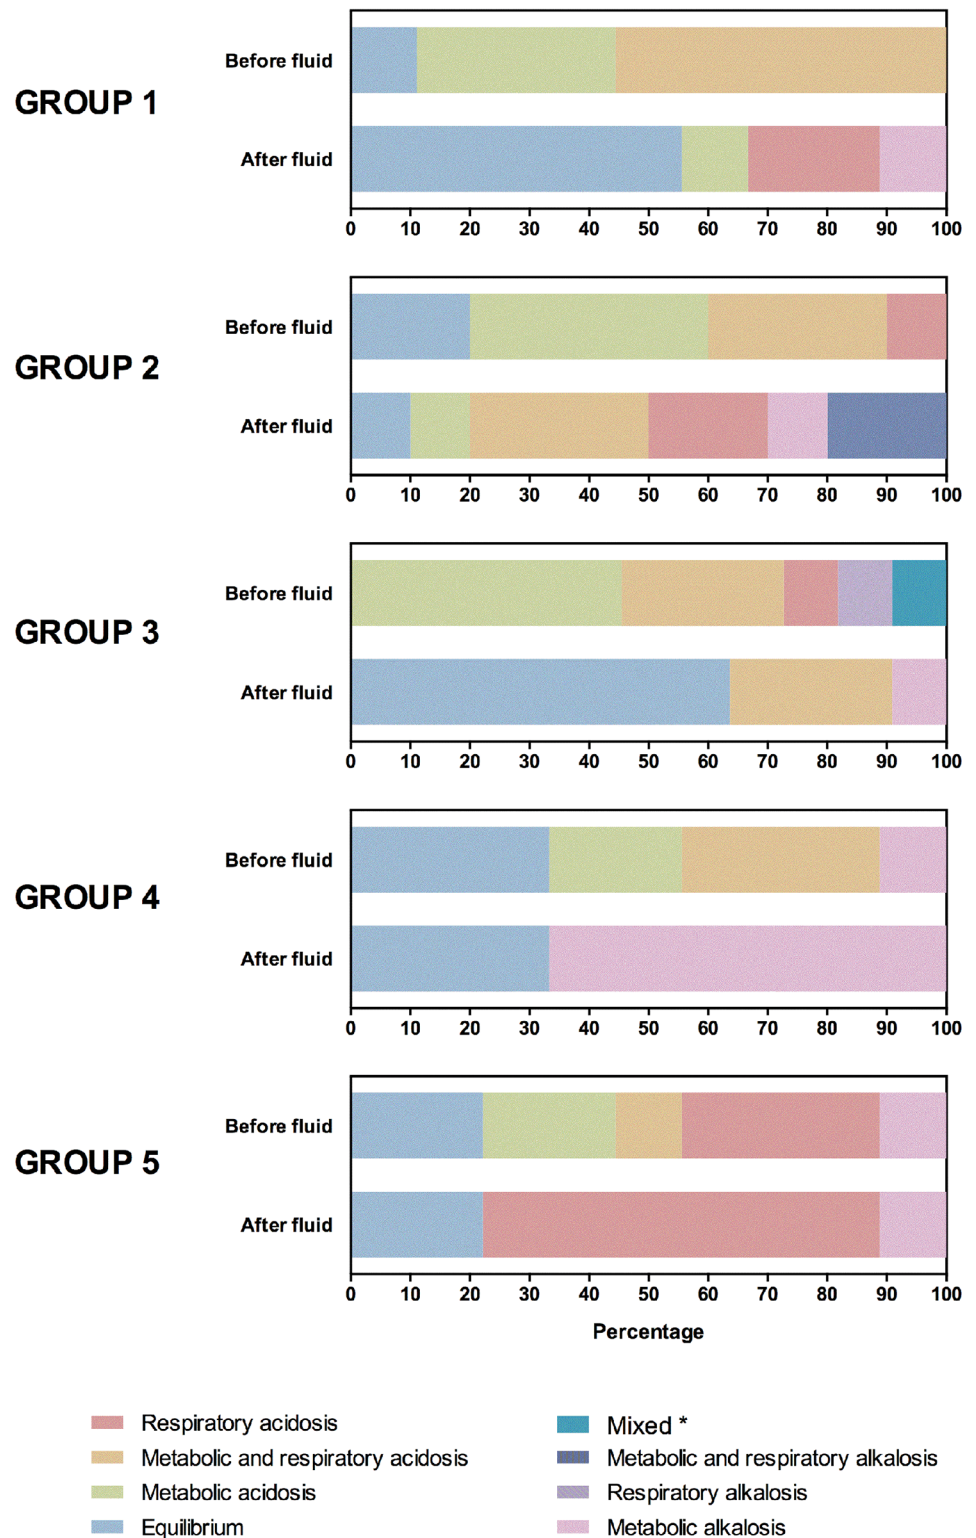 GROUP 1
Before fluid
After fluid
0 10 20 30 40 50 60 70 80 90 100
GROUP 2
Before fluid
After fluid
0 10 20 30 40 50 60 70 80 90 100
GROUP 3
Before fluid
After fluid
0 10 20 30 40 50 60 70 80 90 100
GROUP 4
Before fluid
After fluid
0 10 20 30 40 50 60 70 80 90 100
GROUP 5
Before fluid
After fluid
0 10 20 30 40 50 60 70 80 90 100
Percentage
Respiratory acidosis
Metabolic and respiratory acidosis
Metabolic acidosis
Equilibrium
Mixed *
Metabolic and respiratory alkalosis
Respiratory alkalosis
Metabolic alkalosis